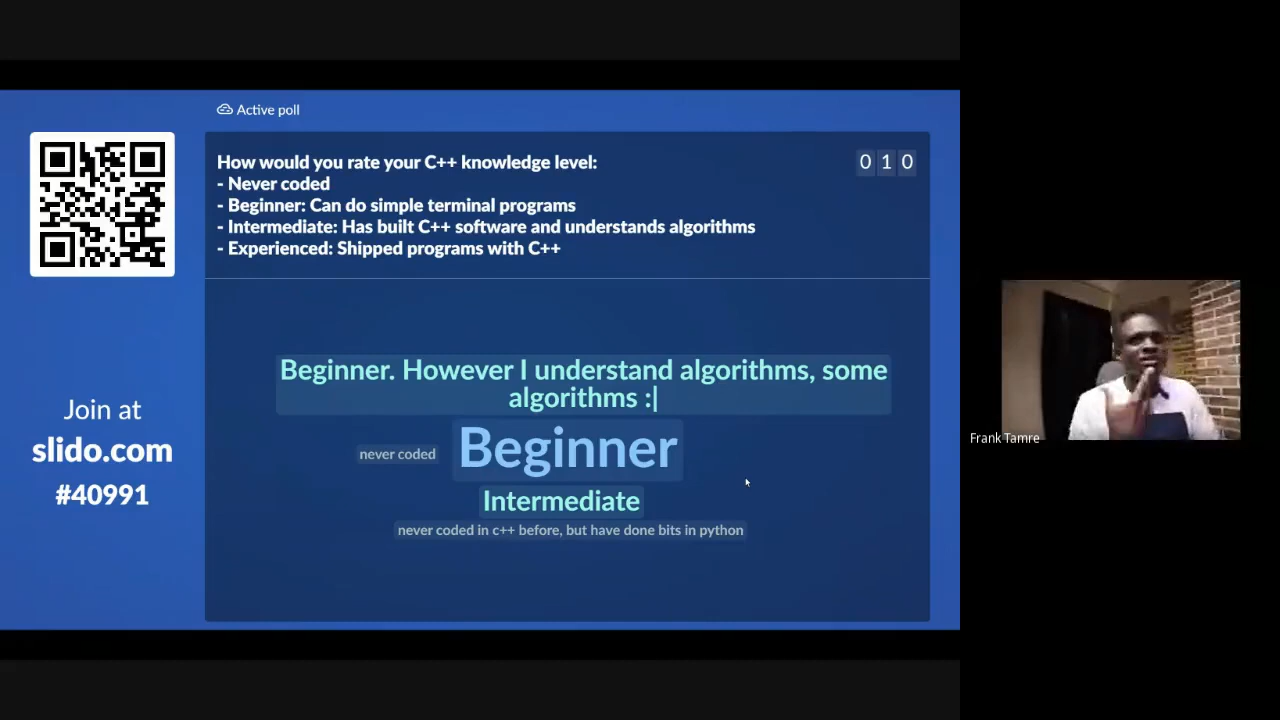 Active poll
How would you rate your C++ knowledge level:
- Never coded
- Beginner: Can do simple terminal programs
- Intermediate: Has built C++ software and understands algorithms
- Experienced: Shipped programs with C++
0 1 0
Beginner. However I understand algorithms, some
algorithms :|
never coded
Beginner
Intermediate
never coded in c++ before, but have done bits in python
Join at
slido.com
#40991
Frank Tamre